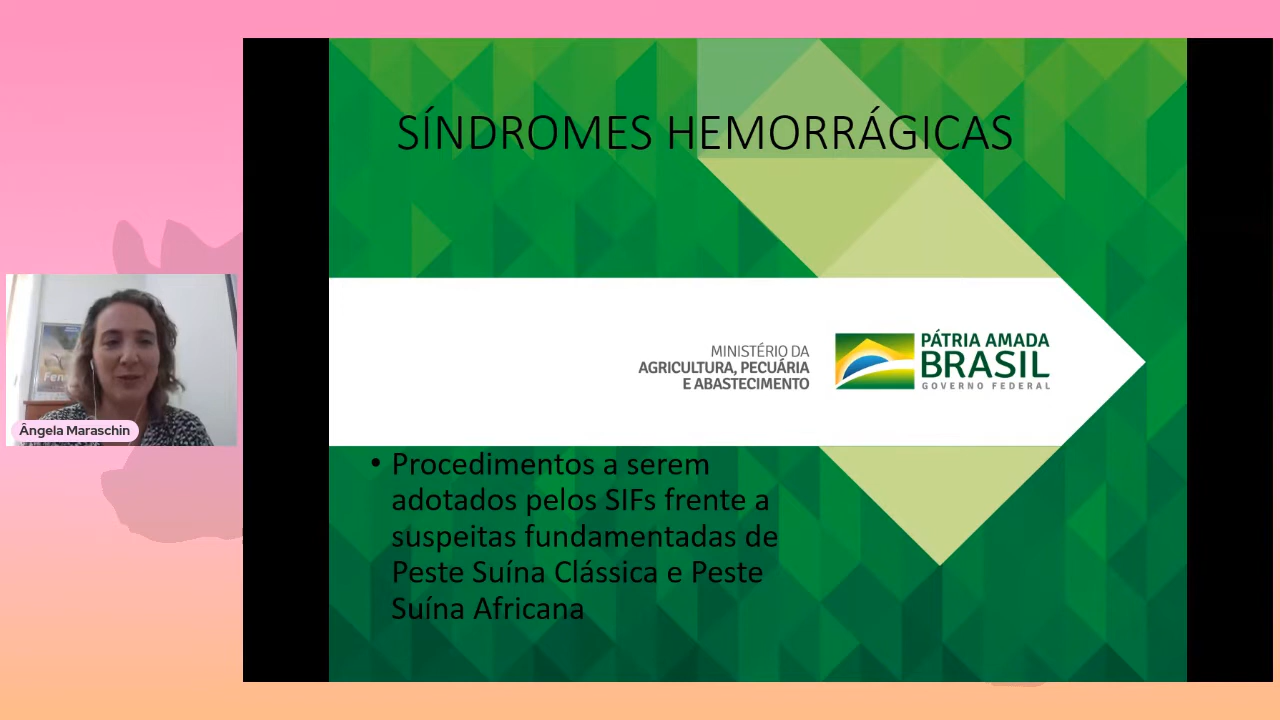 SÍNDROMES HEMORRÁGICAS
MINISTÉRIO DA
AGRICULTURA, PECUÁRIA
E ABASTECIMENTO
PÁTRIA AMADA
BRASIL
GOVERNO FEDERAL
Ângela Maraschin
• Procedimentos a serem
adotados pelos SIFs frente a
suspeitas fundamentadas de
Peste Suína Clássica e Peste
Suína Africana